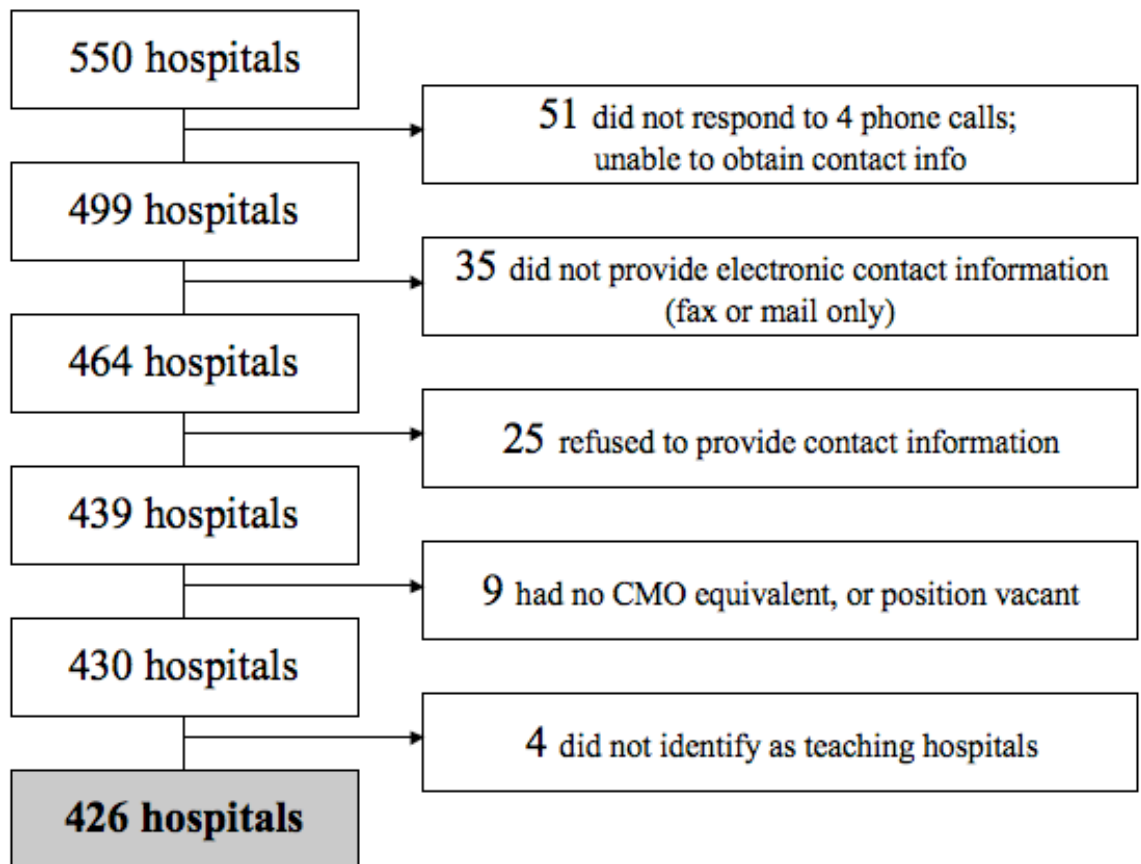 550 hospitals
51 did not respond to 4 phone calls;
unable to obtain contact info
499 hospitals
35 did not provide electronic contact information
(fax or mail only)
464 hospitals
25 refused to provide contact information
439 hospitals
9 had no CMO equivalent, or position vacant
430 hospitals
4 did not identify as teaching hospitals
426 hospitals